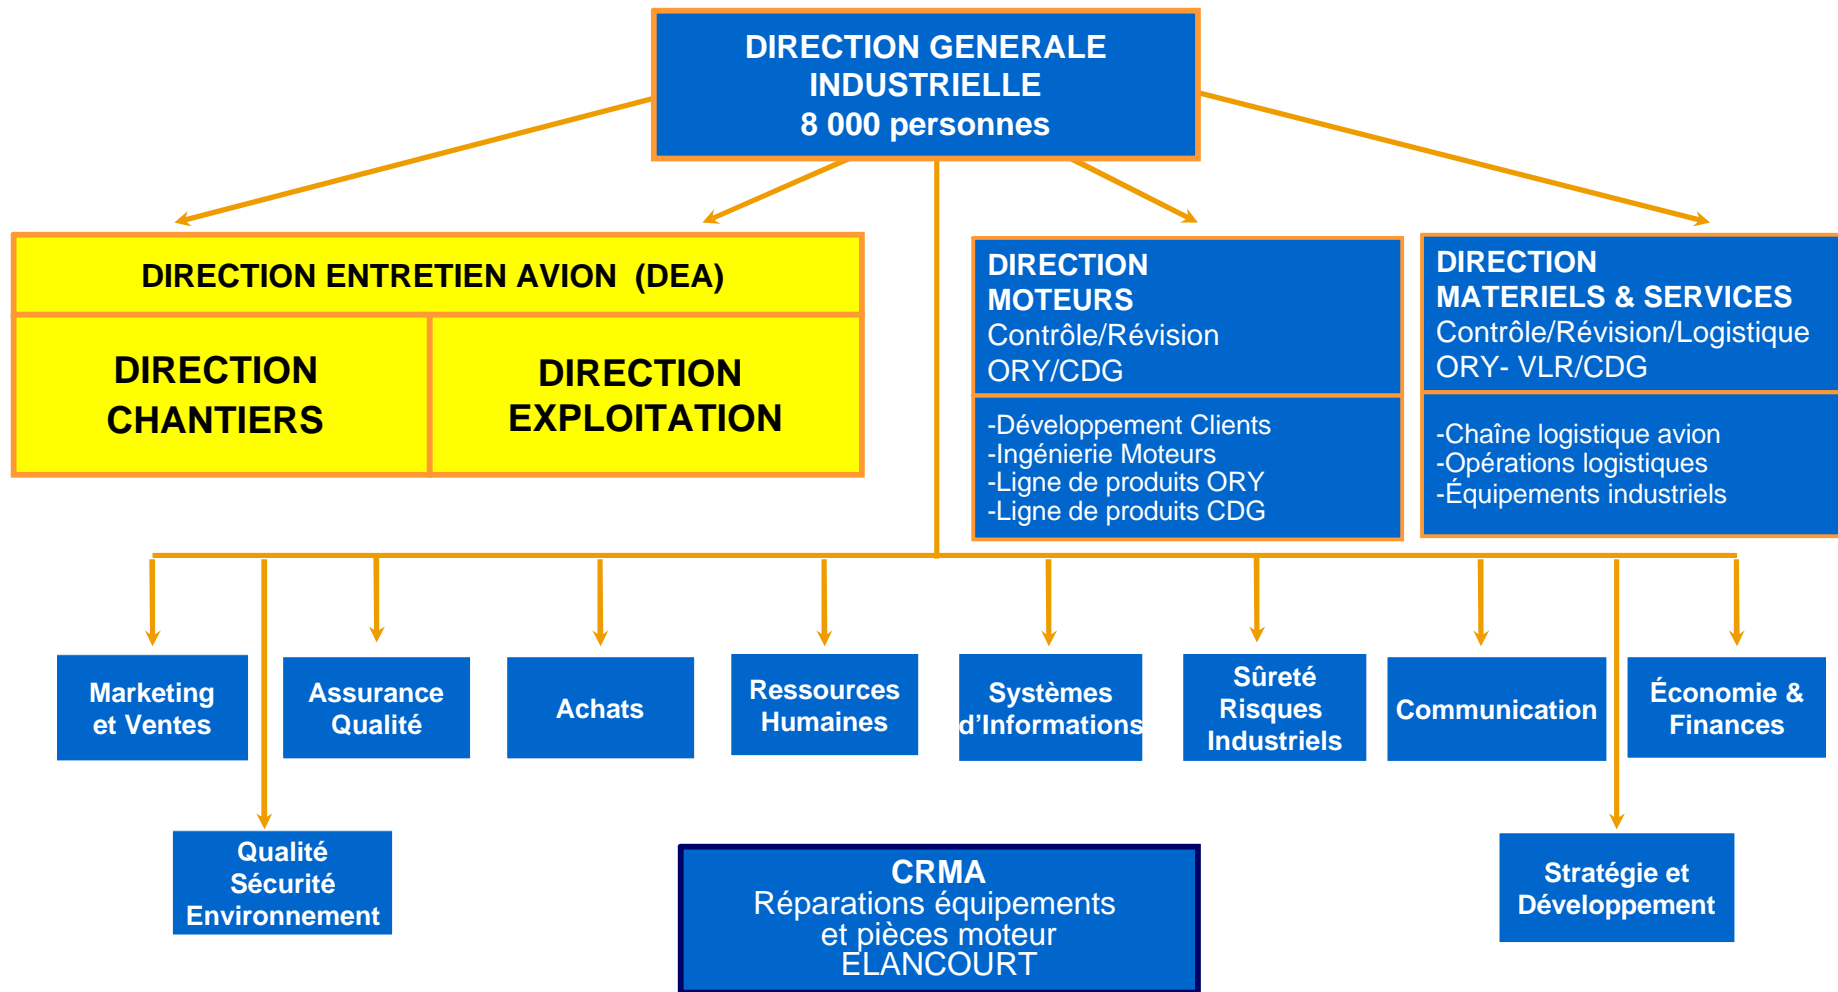 DIRECTION GENERALE
INDUSTRIELLE
8 000 personnes
DIRECTION ENTRETIEN AVION  (DEA)
DIRECTION
CHANTIERS
DIRECTION
EXPLOITATION
DIRECTION
MOTEURS
Contrôle/Révision
ORY/CDG
-Développement Clients
-Ingénierie Moteurs
-Ligne de produits ORY
-Ligne de produits CDG
DIRECTION
MATERIELS & SERVICES
Contrôle/Révision/Logistique
ORY- VLR/CDG
-Chaîne logistique avion
-Opérations logistiques
-Équipements industriels
Marketing
et Ventes
Assurance
Qualité
Achats
Ressources
Humaines
Systèmes
d'Informations
Sûreté
Risques
Industriels
Communication
Économie &
Finances
Qualité
Sécurité
Environnement
CRMA
Réparations équipements
et pièces moteur
ELANCOURT
Stratégie et
Développement